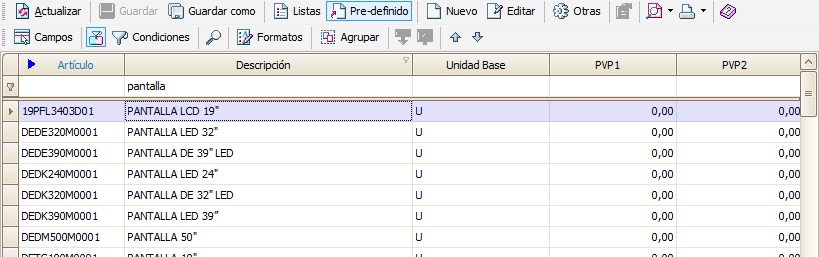 Actualizar Guardar Guardar como Listas Pre-definido Nuevo Editar Otras
Campos Condiciones Formatos Agrupar
Artículo Descripción Unidad Base PVP1 PVP2
pantalla
19PFL3403D01 PANTALLA LCD 19" U 0,00 0,00
DEDE320M0001 PANTALLA LED 32" U 0,00 0,00
DEDE390M0001 PANTALLA DE 39" LED U 0,00 0,00
DEDK240M0001 PANTALLA LED 24" U 0,00 0,00
DEDK320M0001 PANTALLA DE 32" LED U 0,00 0,00
DEDK390M0001 PANTALLA LED 39” U 0,00 0,00
DEDM500M0001 PANTALLA 50" U 0,00 0,00